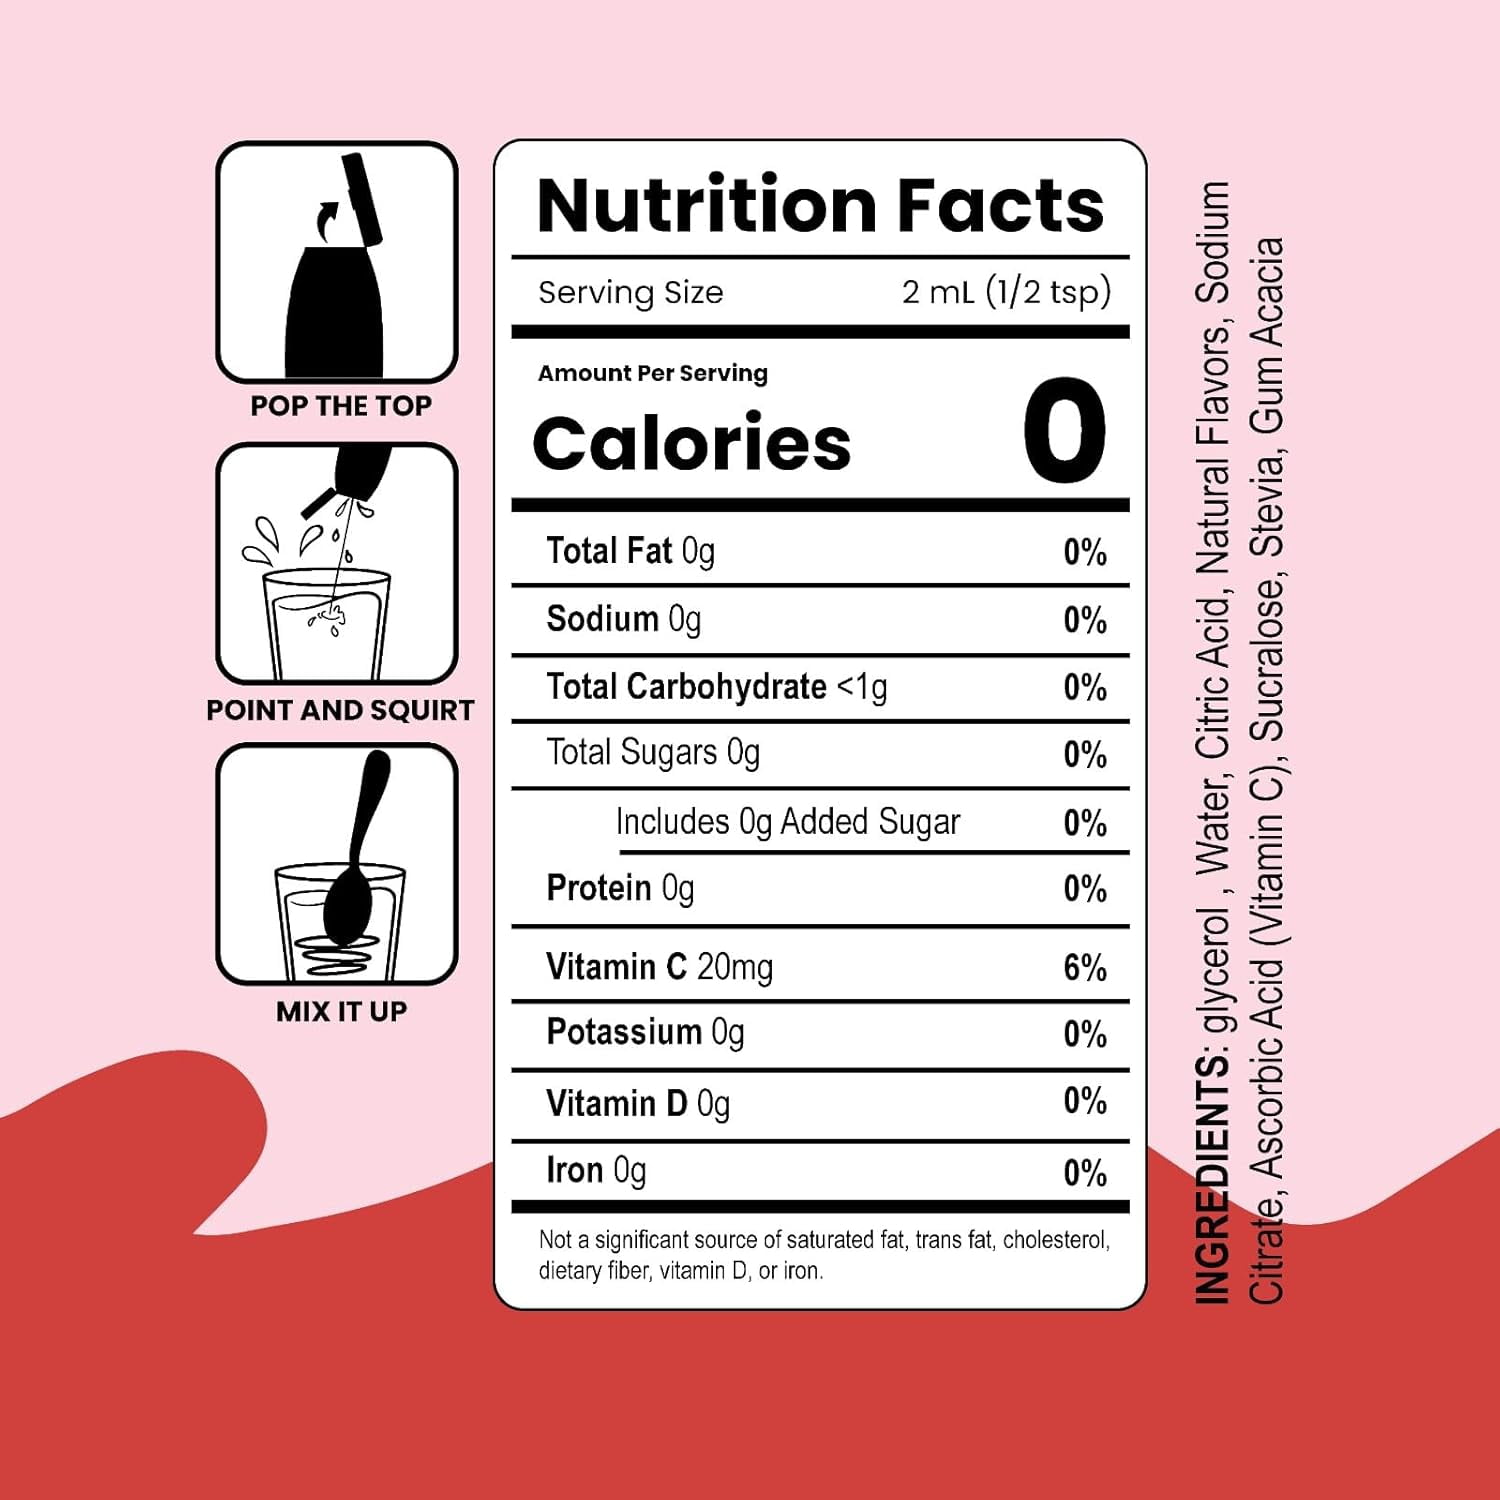 POP THE TOP
POINT AND SQUIRT
MIX IT UP
Nutrition Facts
Serving Size 2 mL (1/2 tsp)
Amount Per Serving
Calories 0
Total Fat 0g 0%
Sodium 0g 0%
Total Carbohydrate <1g 0%
Total Sugars 0g 0%
Includes 0g Added Sugar 0%
Protein 0g 0%
Vitamin C 20mg 6%
Potassium 0g 0%
Vitamin D 0g 0%
Iron 0g 0%
Not a significant source of saturated fat, trans fat, cholesterol,
dietary fiber, vitamin D, or iron.
INGREDIENTS: glycerol , Water, Citric Acid, Natural Flavors, Sodium
Citrate, Ascorbic Acid (Vitamin C), Sucralose, Stevia, Gum Acacia